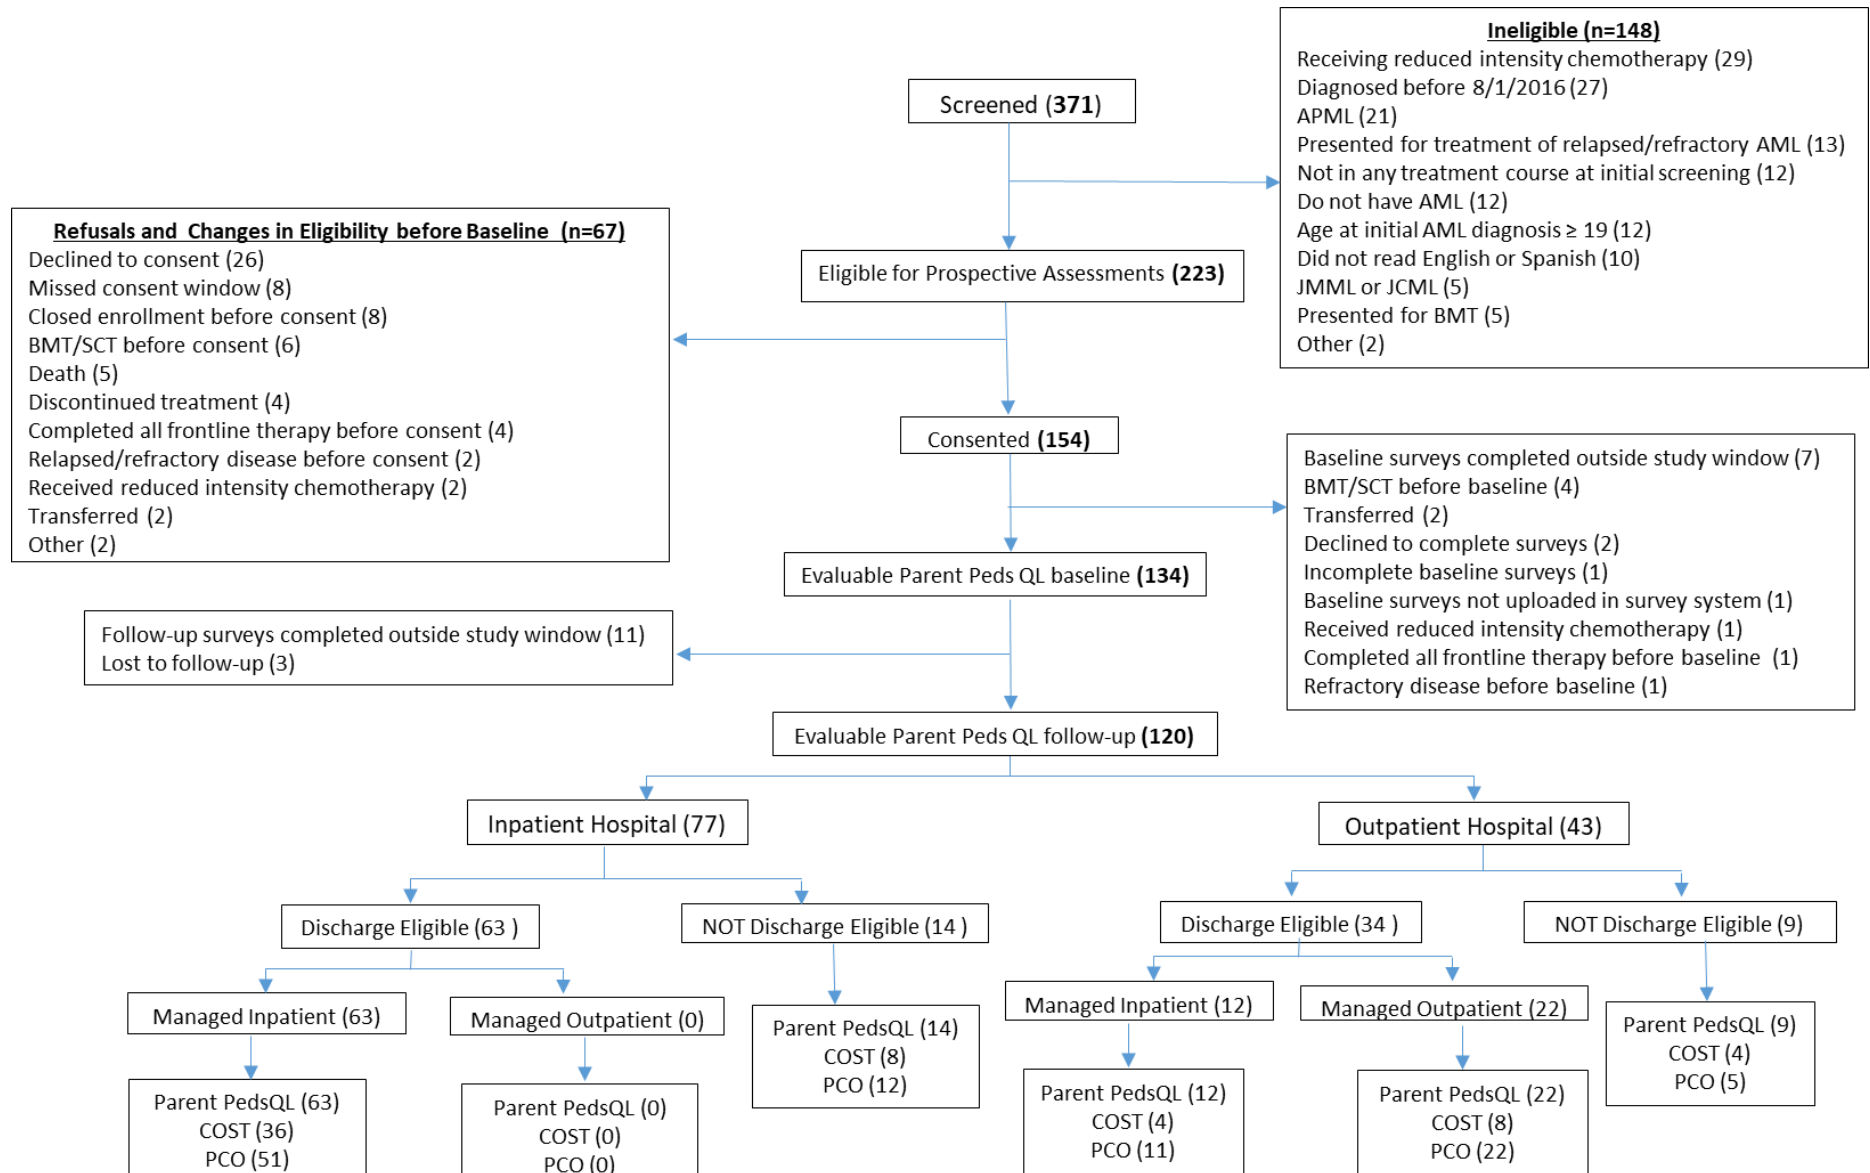 Ineligible (n=148)
Receiving reduced intensity chemotherapy (29)
Diagnosed before 8/1/2016 (27)
APML (21)
Presented for treatment of relapsed/refractory AML (13)
Not in any treatment course at initial screening (12)
Do not have AML (12)
Age at initial AML diagnosis ≥ 19 (12)
Did not read English or Spanish (10)
JMML or JCML (5)
Presented for BMT (5)
Other (2)
Screened (371)
Refusals and Changes in Eligibility before Baseline (n=67)
Declined to consent (26)
Missed consent window (8)
Closed enrollment before consent (8)
BMT/SCT before consent (6)
Death (5)
Discontinued treatment (4)
Completed all frontline therapy before consent (4)
Relapsed/refractory disease before consent (2)
Received reduced intensity chemotherapy (2)
Transferred (2)
Other (2)
Eligible for Prospective Assessments (223)
Consented (154)
Baseline surveys completed outside study window (7)
BMT/SCT before baseline (4)
Transferred (2)
Declined to complete surveys (2)
Incomplete baseline surveys (1)
Baseline surveys not uploaded in survey system (1)
Received reduced intensity chemotherapy (1)
Completed all frontline therapy before baseline (1)
Refractory disease before baseline (1)
Evaluable Parent Peds QL baseline (134)
Follow-up surveys completed outside study window (11)
Lost to follow-up (3)
Evaluable Parent Peds QL follow-up (120)
Inpatient Hospital (77)
Outpatient Hospital (43)
Discharge Eligible (63 )
NOT Discharge Eligible (14 )
Discharge Eligible (34 )
NOT Discharge Eligible (9)
Managed Inpatient (63)
Managed Outpatient (0)
Parent PedsQL (14)
COST (8)
PCO (12)
Managed Inpatient (12)
Managed Outpatient (22)
Parent PedsQL (9)
COST (4)
PCO (5)
Parent PedsQL (63)
COST (36)
PCO (51)
Parent PedsQL (0)
COST (0)
PCO (0)
Parent PedsQL (12)
COST (4)
PCO (11)
Parent PedsQL (22)
COST (8)
PCO (22)